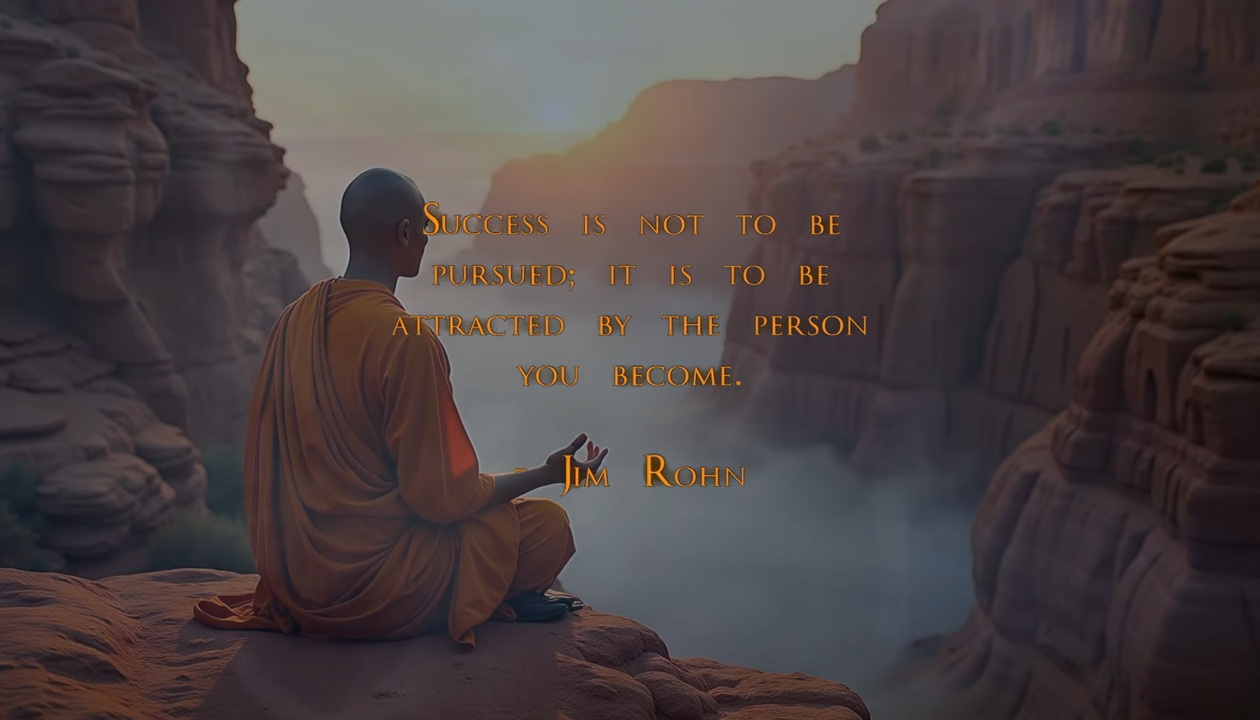 Success is not to be
pursued; it is to be
attracted by the person
you become.
- Jim Rohn